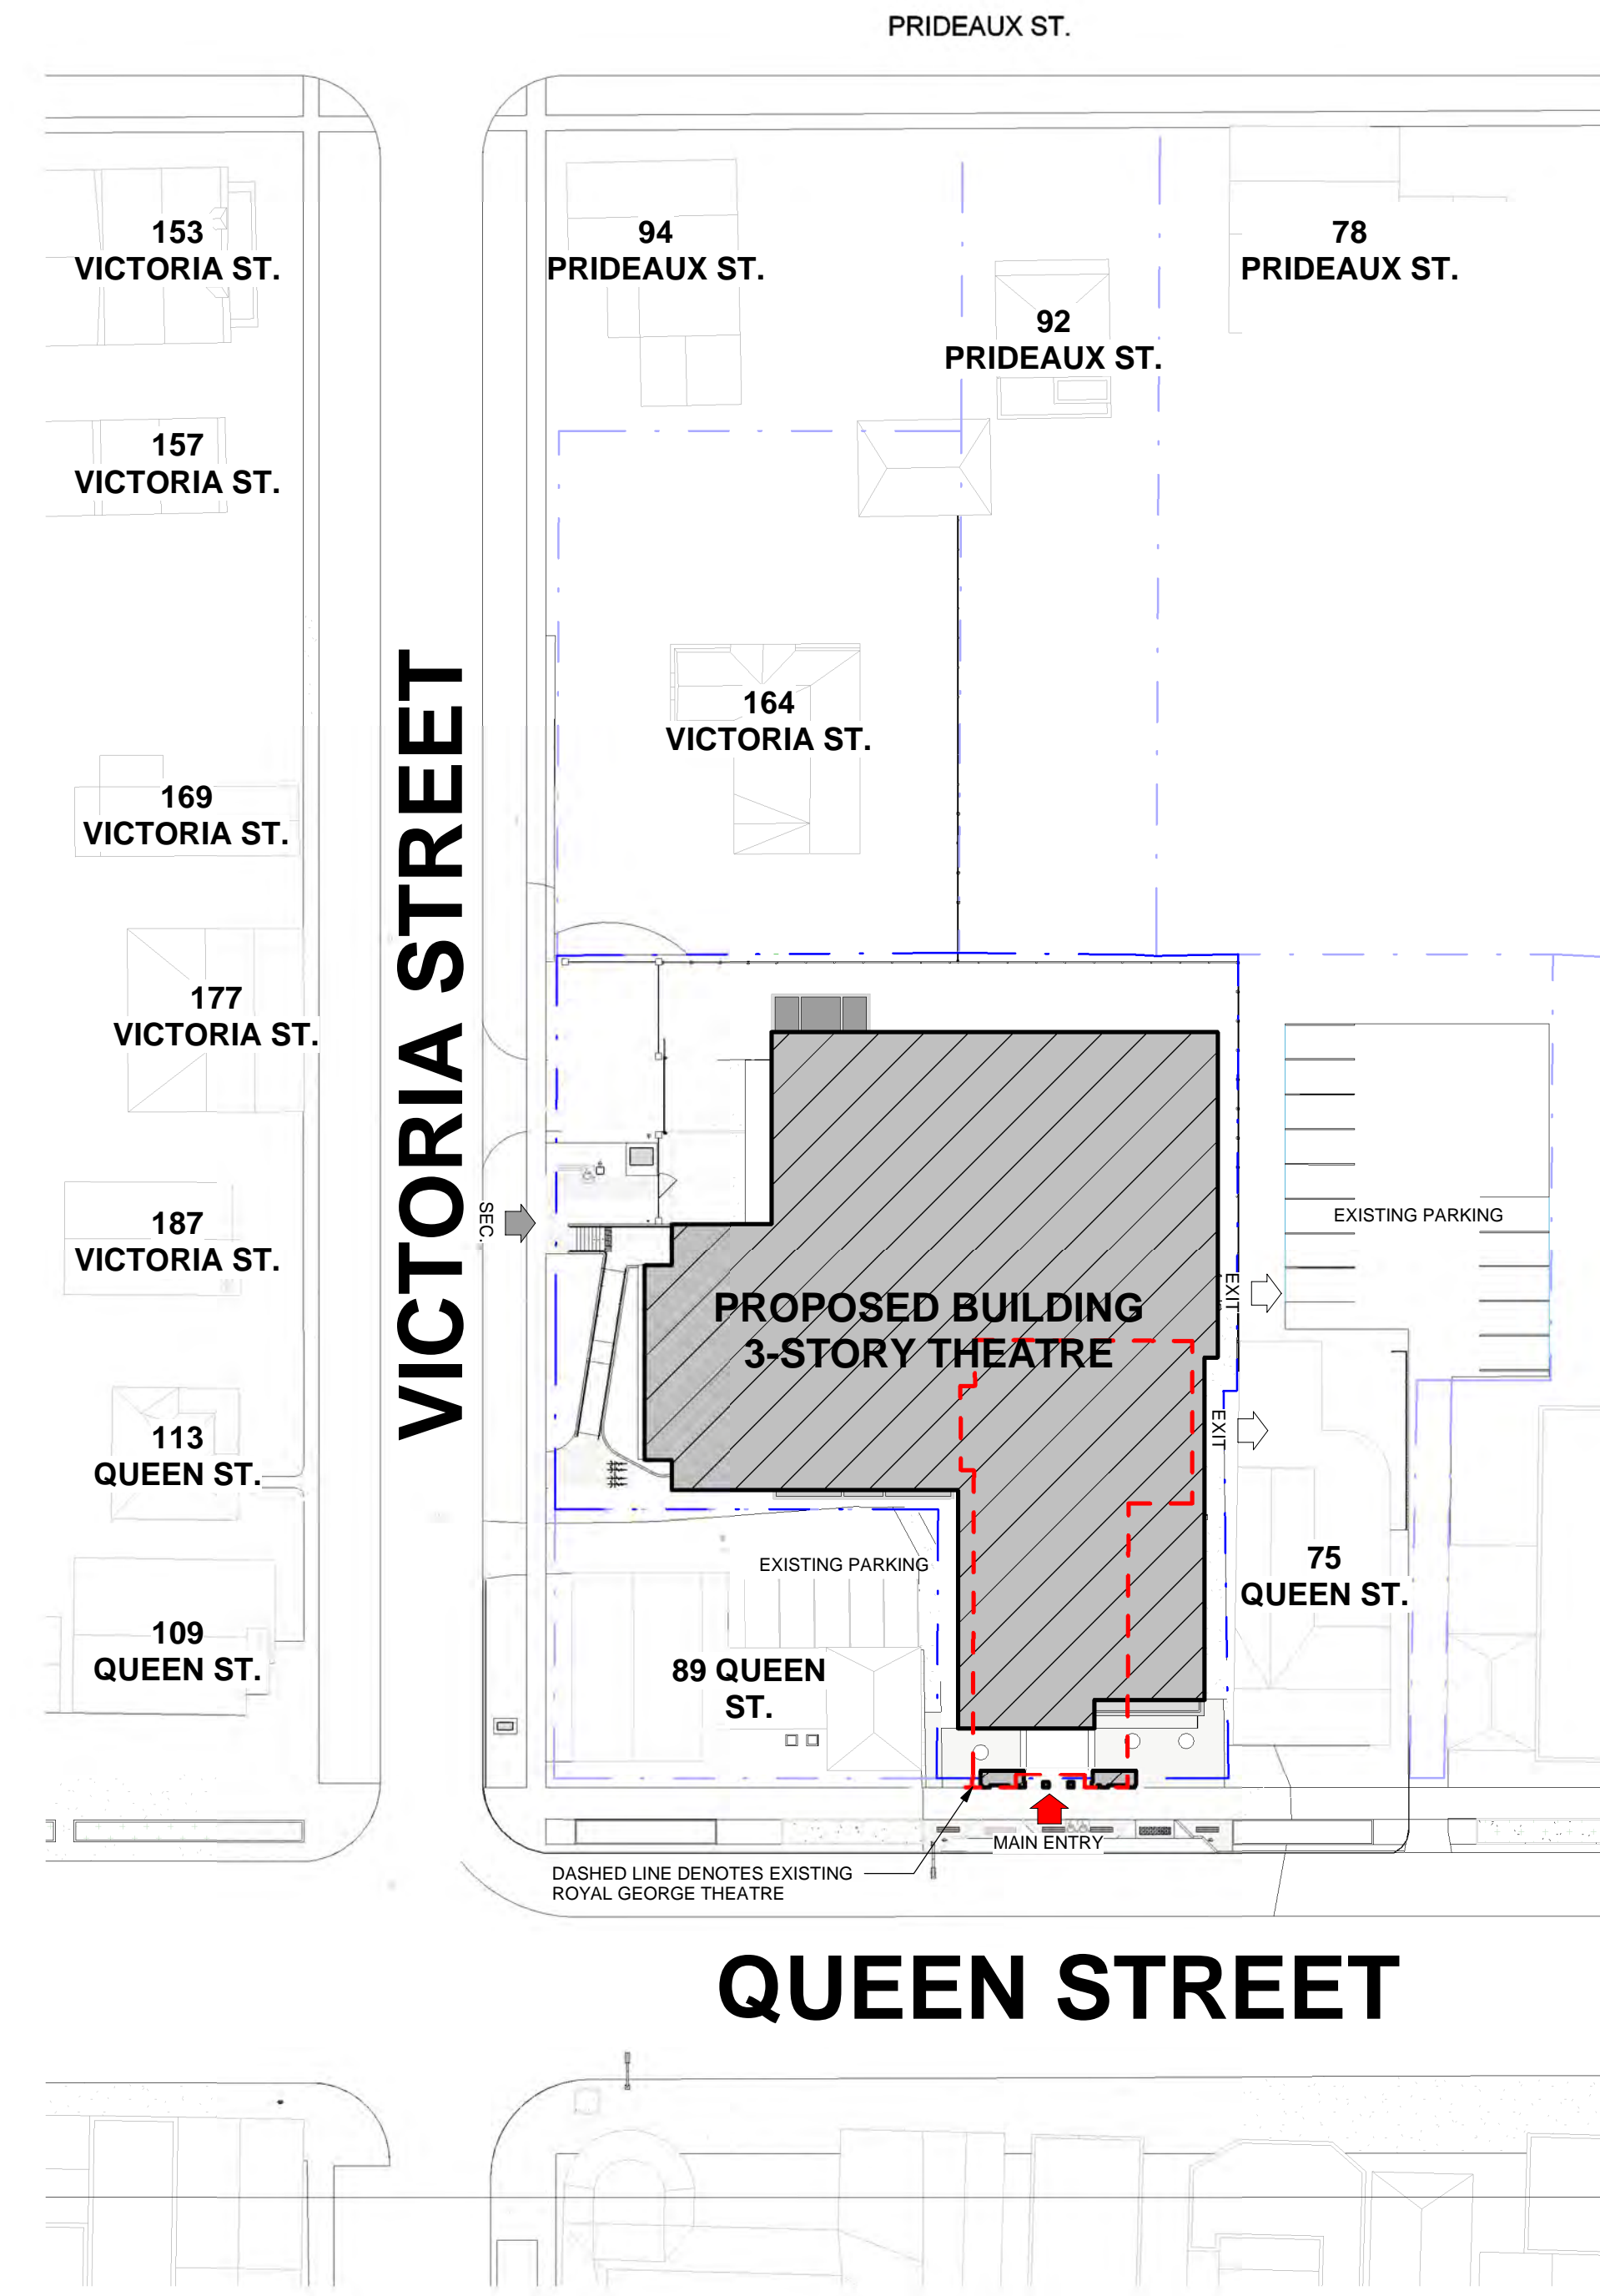 PRIDEAUX ST.
153
VICTORIA ST.
94
PRIDEAUX ST.
78
PRIDEAUX ST.
92
PRIDEAUX ST.
157
VICTORIA ST.
164
VICTORIA ST.
169
VICTORIA ST.
VICTORIA STREET
177
VICTORIA ST.
187
VICTORIA ST.
SEC.
EXISTING PARKING
EXIT
PROPOSED BUILDING
3-STORY THEATRE
EXIT
113
QUEEN ST.
EXISTING PARKING
75
QUEEN ST.
109
QUEEN ST.
89 QUEEN
ST.
MAIN ENTRY
DASHED LINE DENOTES EXISTING
ROYAL GEORGE THEATRE
QUEEN STREET